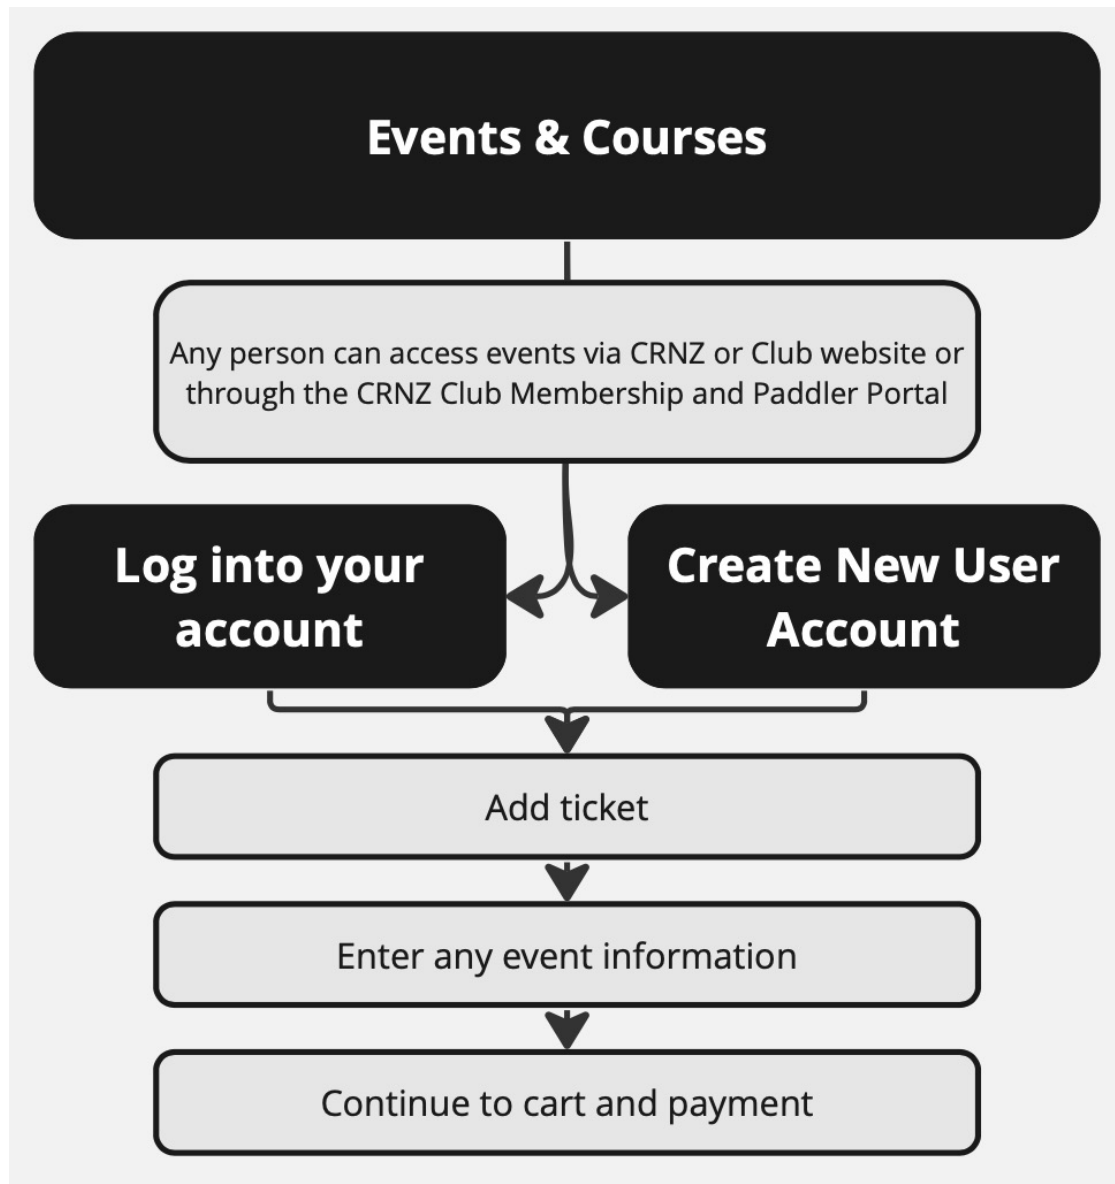 Events & Courses
Any person can access events via CRNZ or Club website or
through the CRNZ Club Membership and Paddler Portal
Log into your
account
Create New User
Account
Add ticket
Enter any event information
Continue to cart and payment